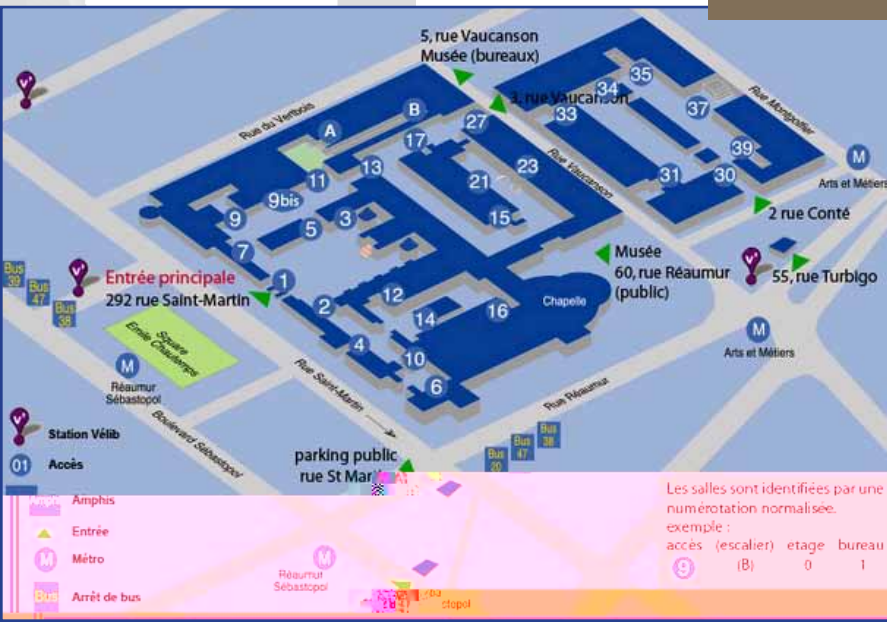 5, rue Vaucanson
Musée (bureaux)
3, rue Vaucanson
Rue du Vertbois
Rue Vaucanson
Rue Montgolfier
A
B
35
34
33
37
27
17
39
13
23
31
30
11
21
9bis
9
5
3
15
7
1
2
12
14
16
4
10
6
Chapelle
M
Arts et Métiers
2 rue Conté
Musée
60, rue Réaumur
(public)
55, rue Turbigo
M
Arts et Métiers
Bus
39
Bus
47
Bus
38
Entrée principale
292 rue Saint-Martin
Square
Emile Chautemps
M
Réaumur
Sébastopol
Rue Saint-Martin
Boulevard Sébastopol
Rue Réaumur
Bus
38
Bus
47
Bus
20
Station Vélib
01
Accès
parking public
rue St
Amphis
Entrée
M
Métro
Bus
Arrêt de bus
M
Réaumur
Sébastopol
stopol
Les salles sont identifiées par une
numérotation normalisée.
exemple :
accès (escalier) etage bureau
9 (B) 0 1